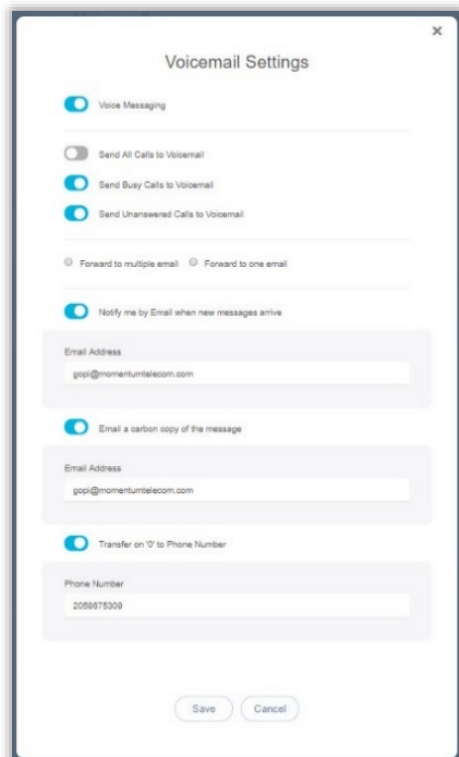 Voicemail Settings
Voice Messaging
Send All Calls to Voicemail
Send Busy Calls to Voicemail
Send Unanswered Calls to Voicemail
Forward to multiple email Forward to one email
Notify me by Email when new messages arrive
Email Address
gopi@momentumtelecom.com
Email a carbon copy of the message
Email Address
gopi@momentumtelecom.com
Transfer on '0' to Phone Number
Phone Number
2058675309
Save Cancel